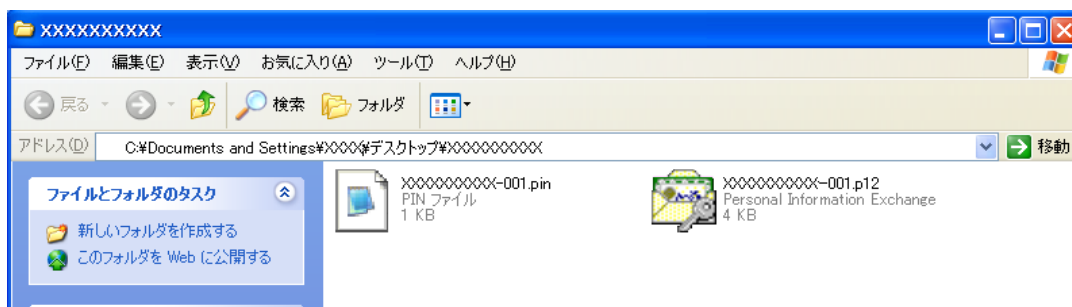 XXXXXXXXXX
ファイル(F) 編集(E) 表示(V) お気に入り(A) ツール(T) ヘルプ(H)
戻る 検索 フォルダ
アドレス(D) C:¥Documents and Settings¥XXXX¥デスクトップ¥XXXXXXXXXX 移動
ファイルとフォルダのタスク
新しいフォルダを作成する
このフォルダを Web に公開する
XXXXXXXXXX-001.pin
PIN ファイル
1 KB
XXXXXXXXXX-001.p12
Personal Information Exchange
4 KB